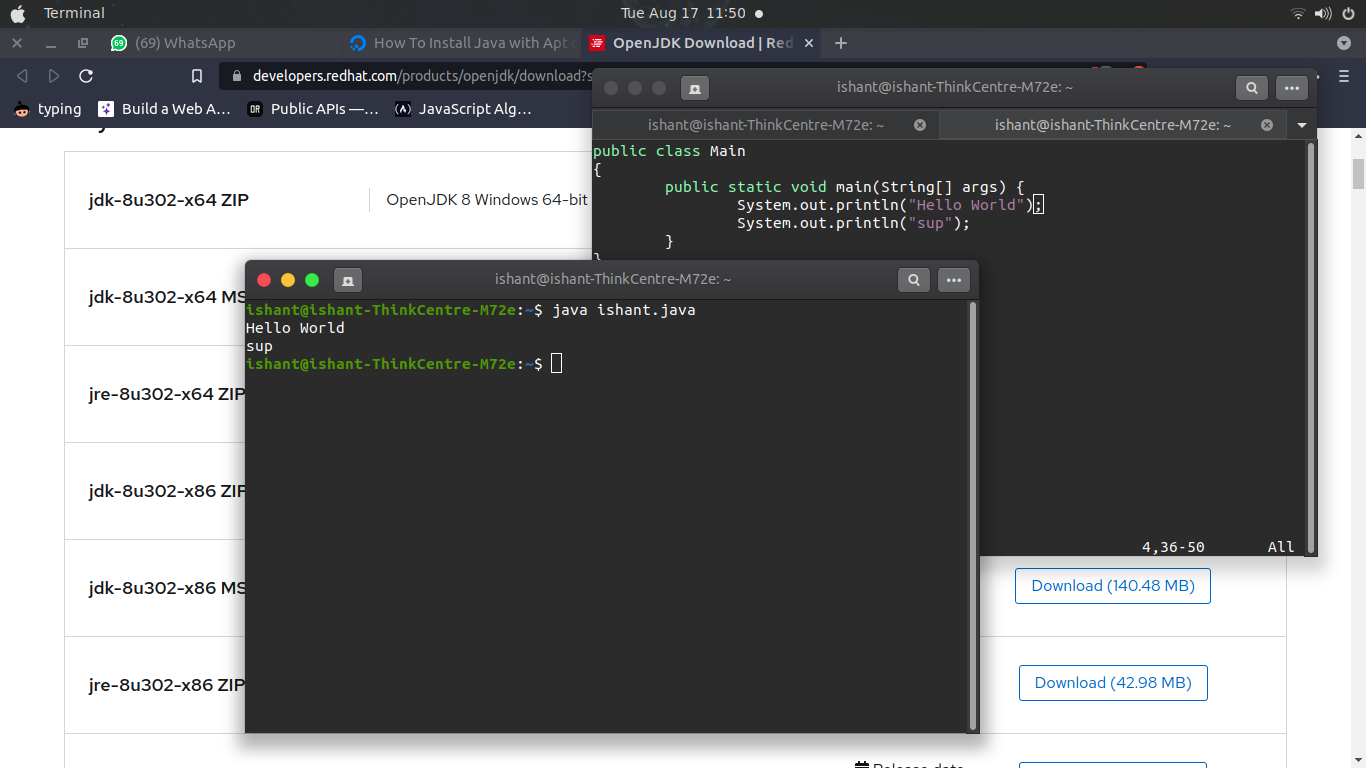 Terminal
Tue Aug 17 11:50
(69) WhatsApp
How To Install Java with Apt
OpenJDK Download | Red
developers.redhat.com/products/openjdk/download?s
typing
Build a Web A...
Public APIs —...
JavaScript Alg...
jdk-8u302-x64 ZIP
OpenJDK 8 Windows 64-bit
jdk-8u302-x64 MS
jre-8u302-x64 ZIP
jdk-8u302-x86 ZIP
jdk-8u302-x86 MS
Download (140.48 MB)
jre-8u302-x86 ZIP
Download (42.98 MB)
Release date
ishant@ishant-ThinkCentre-M72e: ~
ishant@ishant-ThinkCentre-M72e: ~
ishant@ishant-ThinkCentre-M72e: ~
public class Main
{
public static void main(String[] args) {
System.out.println("Hello World");
System.out.println("sup");
}
}
4,36-50 All
ishant@ishant-ThinkCentre-M72e: ~
ishant@ishant-ThinkCentre-M72e:~$ java ishant.java
Hello World
sup
ishant@ishant-ThinkCentre-M72e:~$